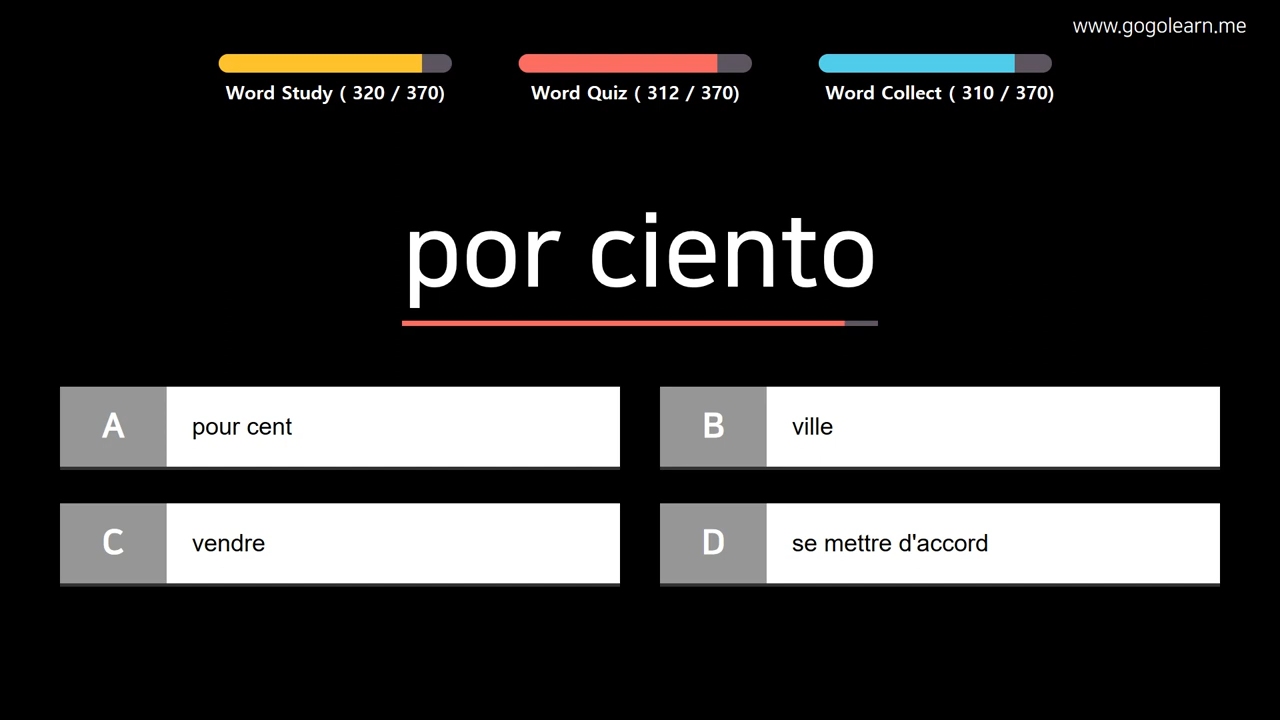 www.gogolearn.me
Word Study ( 320 / 370)
Word Quiz ( 312 / 370)
Word Collect ( 310 / 370)
por ciento
A pour cent
B ville
C vendre
D se mettre d'accord